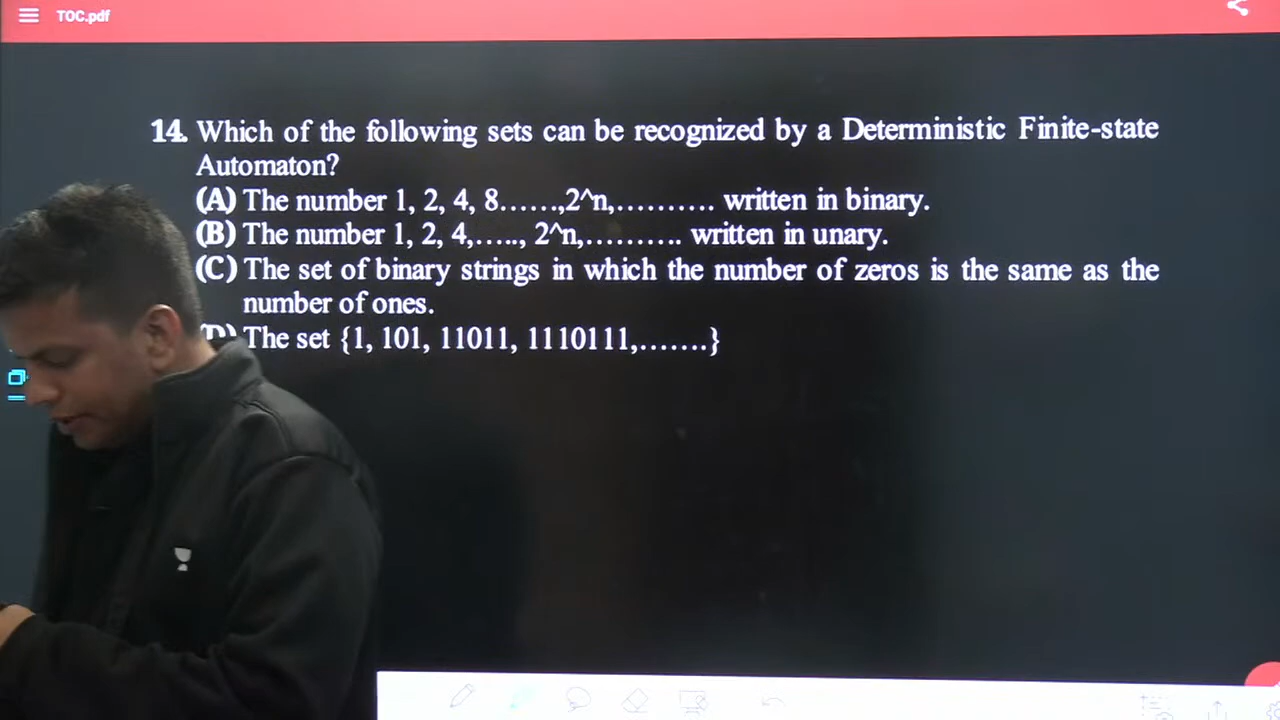 TOC.pdf
14. Which of the following sets can be recognized by a Deterministic Finite-state
Automaton?
(A) The number 1, 2, 4, 8......,2^n,.......... written in binary.
(B) The number 1, 2, 4,....., 2^n,.......... written in unary.
(C) The set of binary strings in which the number of zeros is the same as the
number of ones.
D) The set {1, 101, 11011, 1110111,.......}